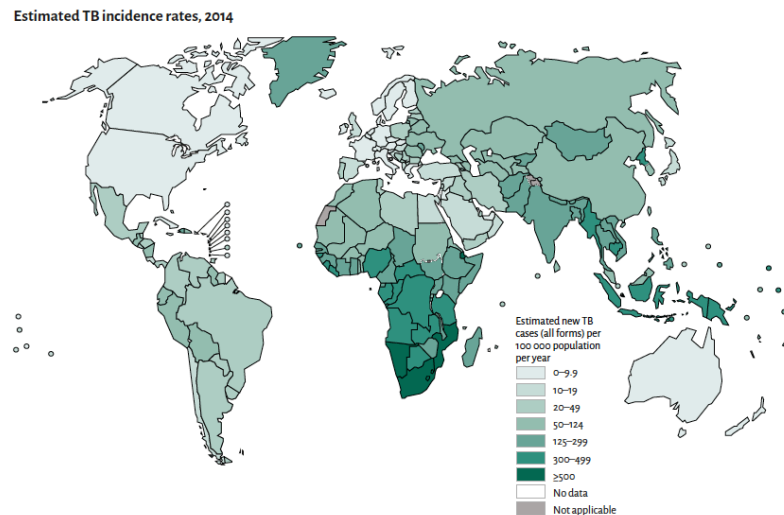 Estimated TB incidence rates, 2014
Estimated new TB
cases (all forms) per
100 000 population
per year
0–9.9
10–19
20–49
50–124
125–299
300–499
≥500
No data
Not applicable